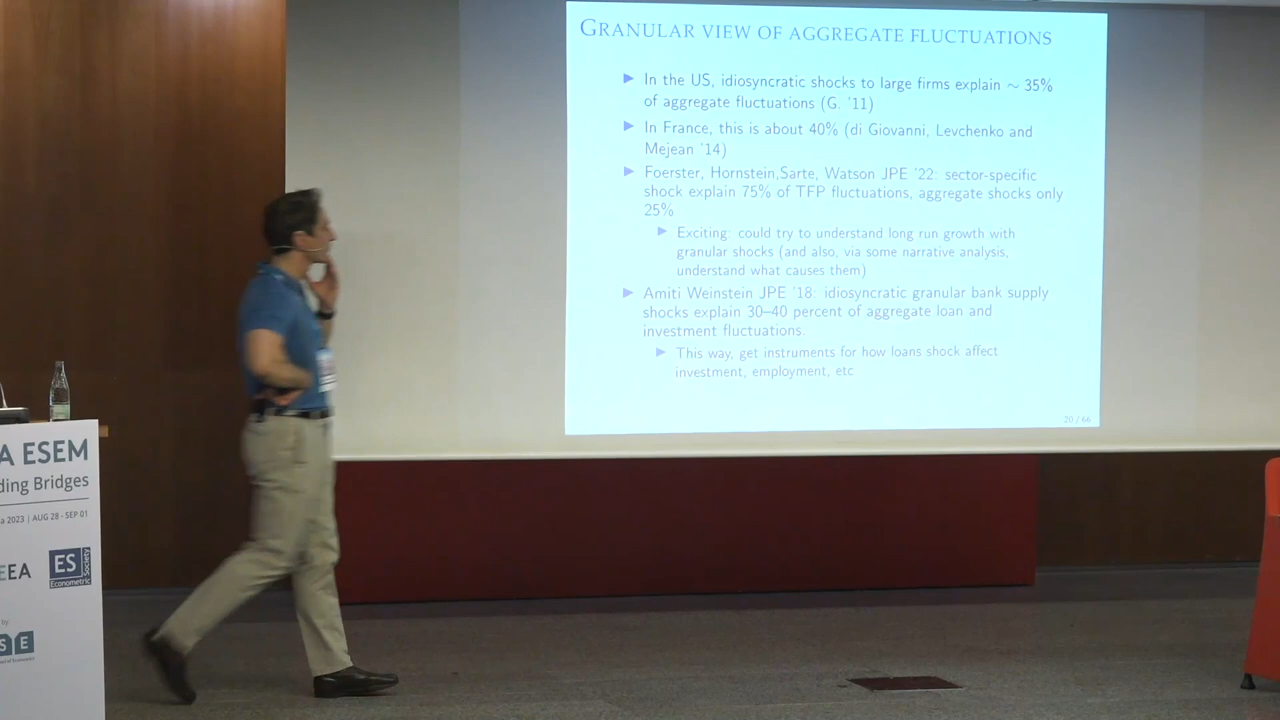 GRANULAR VIEW OF AGGREGATE FLUCTUATIONS
In the US, idiosyncratic shocks to large firms explain ∼ 35%
of aggregate fluctuations (G. '11)
In France, this is about 40% (di Giovanni, Levchenko and
Mejean '14)
Foerster, Hornstein,Sarte, Watson JPE '22: sector-specific
shock explain 75% of TFP fluctuations, aggregate shocks only
25%
Exciting: could try to understand long run growth with
granular shocks (and also, via some narrative analysis,
understand what causes them)
Amiti Weinstein JPE '18: idiosyncratic granular bank supply
shocks explain 30–40 percent of aggregate loan and
investment fluctuations.
This way, get instruments for how loans shock affect
investment, employment, etc
20 / 66
A ESEM
ding Bridges
a 2023 | AUG 28 - SEP 01
EEA
ES
Econometric
Society
by:
S E